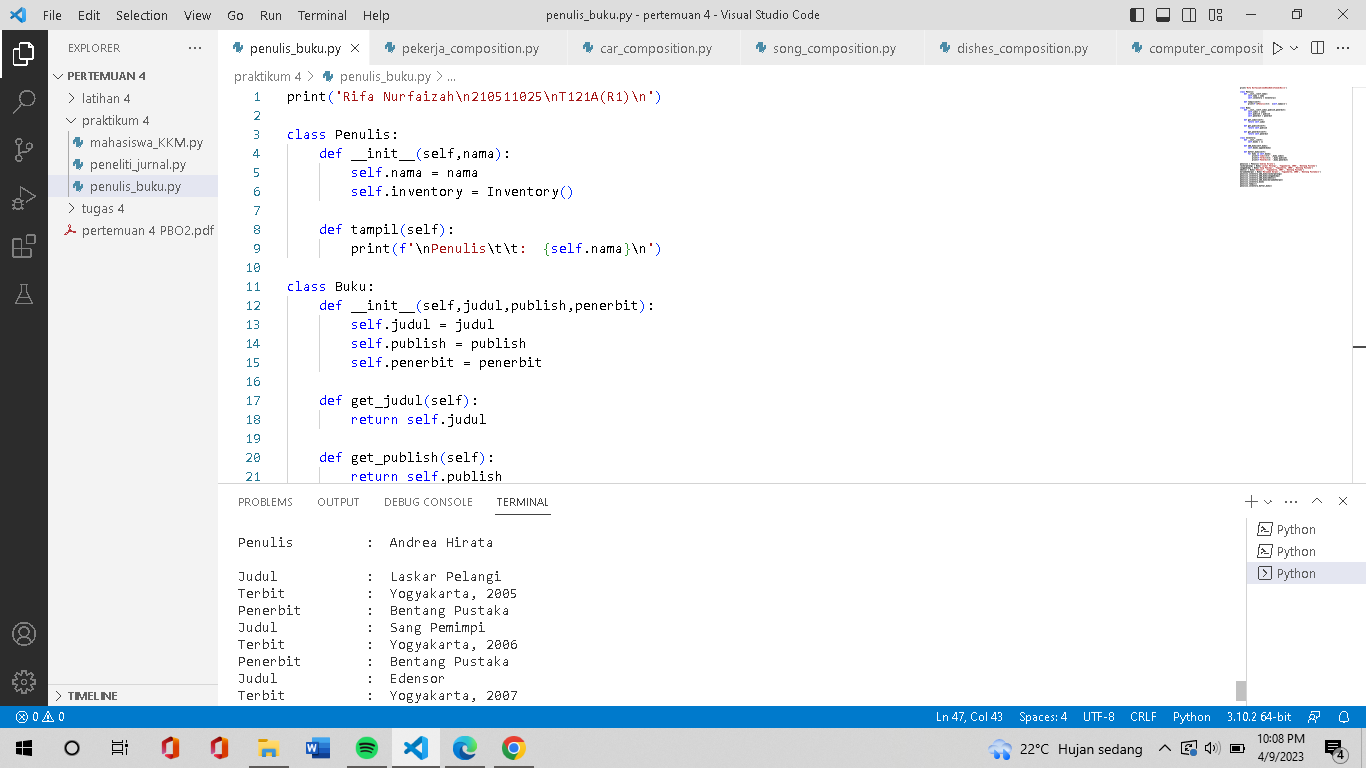 File Edit Selection View Go Run Terminal Help penulis_buku.py - pertemuan 4 - Visual Studio Code
EXPLORER
PERTEMUAN 4
latihan 4
praktikum 4
mahasiswa_KKM.py
peneliti_jurnal.py
penulis_buku.py
tugas 4
pertemuan 4 PBO2.pdf
TIMELINE
penulis_buku.py pekerja_composition.py car_composition.py song_composition.py dishes_composition.py computer_composit
praktikum 4 > penulis_buku.py > ...
1 print('Rifa Nurfaizah\n210511025\nT121A(R1)\n')
2
3 class Penulis:
4 def __init__(self,nama):
5 self.nama = nama
6 self.inventory = Inventory()
7
8 def tampil(self):
9 print(f'\nPenulis\t\t:  {self.nama}\n')
10
11 class Buku:
12 def __init__(self,judul,publish,penerbit):
13 self.judul = judul
14 self.publish = publish
15 self.penerbit = penerbit
16
17 def get_judul(self):
18 return self.judul
19
20 def get_publish(self):
21 return self.publish
PROBLEMS OUTPUT DEBUG CONSOLE TERMINAL
Penulis : Andrea Hirata
Judul : Laskar Pelangi
Terbit : Yogyakarta, 2005
Penerbit : Bentang Pustaka
Judul : Sang Pemimpi
Terbit : Yogyakarta, 2006
Penerbit : Bentang Pustaka
Judul : Edensor
Terbit : Yogyakarta, 2007
Python
Python
Python
0 0 Ln 47, Col 43 Spaces: 4 UTF-8 CRLF Python 3.10.2 64-bit
22°C Hujan sedang
10:08 PM
4/9/2023
4